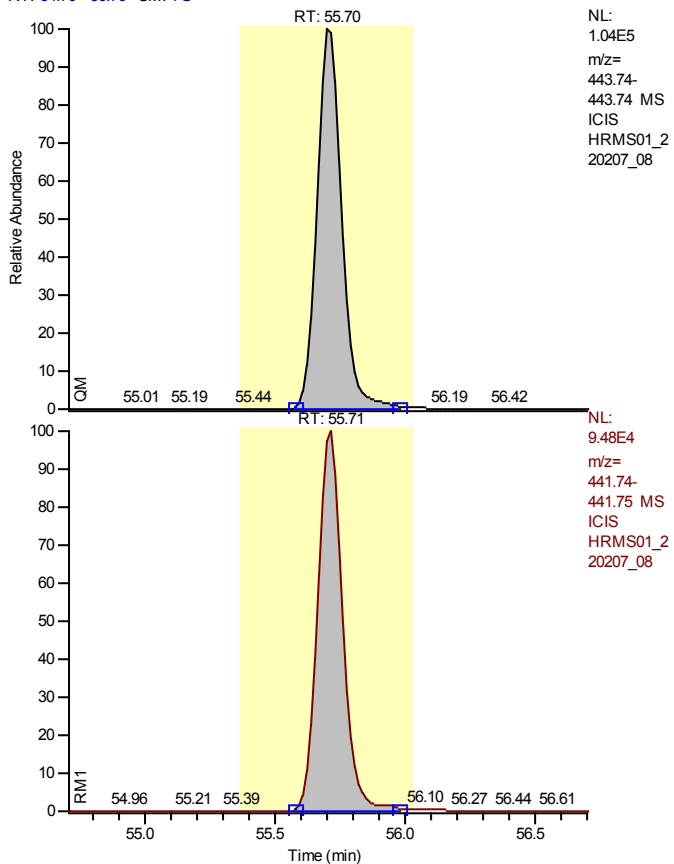 RT: 55.70
NL:
1.04E5
m/z=
443.74-
443.74 MS
ICIS
HRMS01_2
20207_08
100
90
80
70
60
50
40
30
20
10
0
Relative Abundance
QM
55.01 55.19 55.44 56.19 56.42
RT: 55.71
NL:
9.48E4
m/z=
441.74-
441.75 MS
ICIS
HRMS01_2
20207_08
100
90
80
70
60
50
40
30
20
10
0
RM1
54.96 55.21 55.39 56.10 56.27 56.44 56.61
55.0 55.5 56.0 56.5
Time (min)